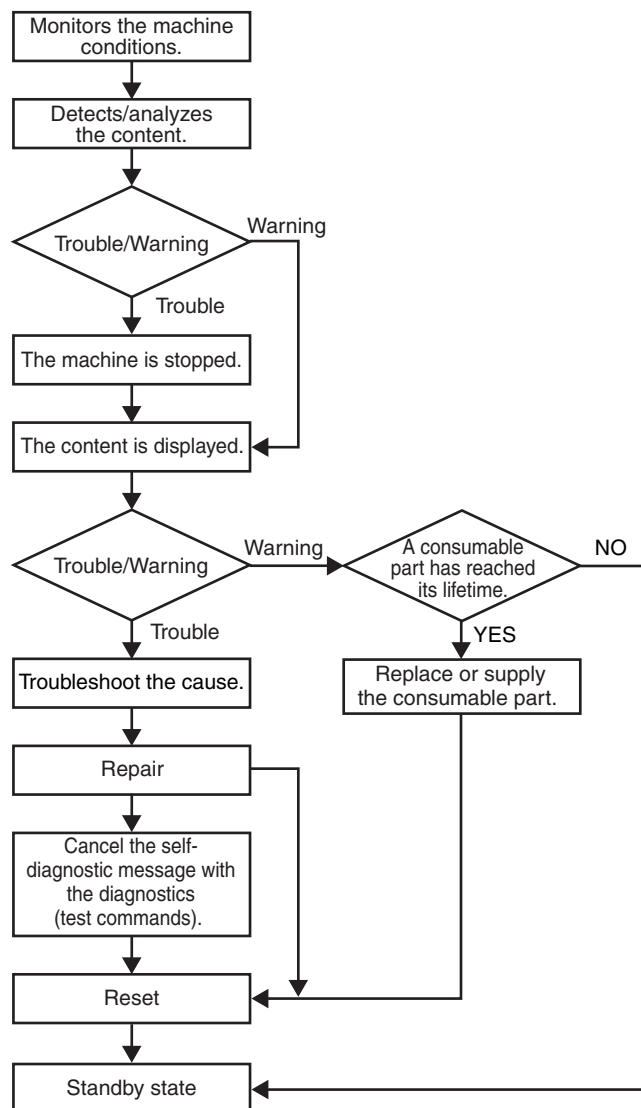 Monitors the machine
conditions.
Detects/analyzes
the content.
Warning
Trouble/Warning
Trouble
The machine is stopped.
The content is displayed.
Trouble/Warning
Warning
A consumable
part has reached
its lifetime.
NO
Trouble
YES
Troubleshoot the cause.
Replace or supply
the consumable part.
Repair
Cancel the self-
diagnostic message with
the diagnostics
(test commands).
Reset
Standby state